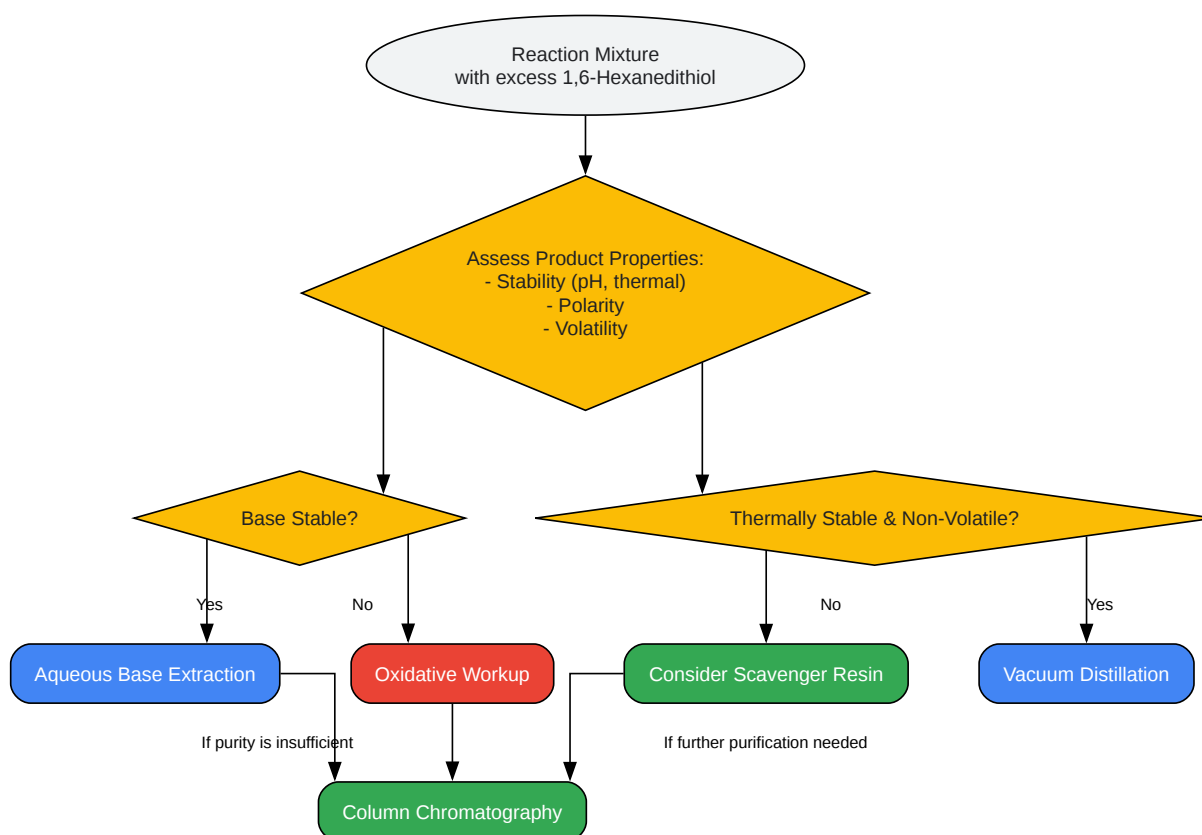 Reaction Mixture
with excess 1,6-Hexanedithiol
Assess Product Properties:
- Stability (pH, thermal)
- Polarity
- Volatility
Base Stable?
Thermally Stable & Non-Volatile?
Yes
No
No
Yes
Aqueous Base Extraction
Oxidative Workup
Consider Scavenger Resin
Vacuum Distillation
If purity is insufficient
If further purification needed
Column Chromatography